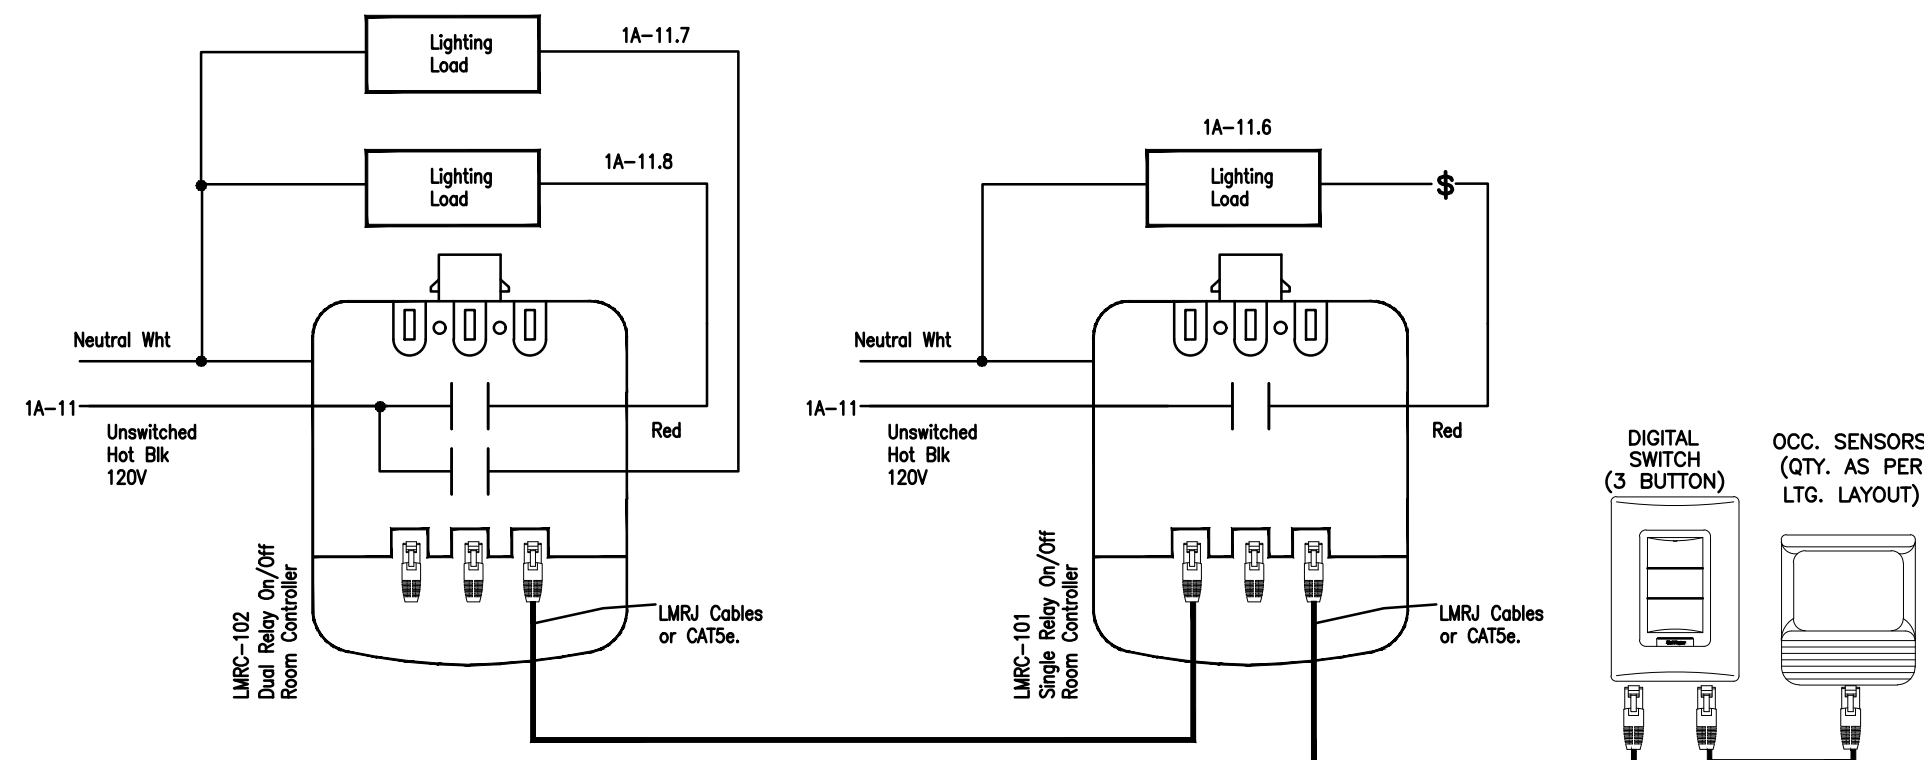 1A-11.7
Lighting
Load
1A-11.8
Lighting
Load
Neutral Wht
1A-11
Unswitched
Hot Blk
120V
Red
LMRC-102
Dual Relay On/Off
Room Controller
LMRJ Cables
or CAT5e.
1A-11.6
Lighting
Load
$
Neutral Wht
1A-11
Unswitched
Hot Blk
120V
Red
LMRC-101
Single Relay On/Off
Room Controller
LMRJ Cables
or CAT5e.
DIGITAL
SWITCH
(3 BUTTON)
OCC. SENSORS
(QTY. AS PER
LTG. LAYOUT)